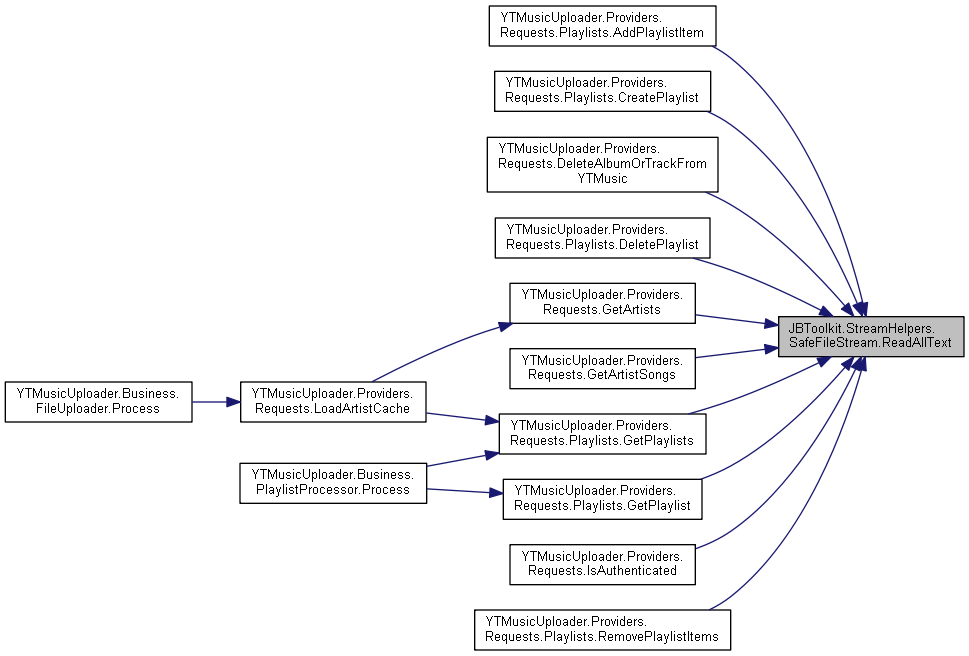 YTMusicUploader.Providers.
Requests.Playlists.AddPlaylistItem
YTMusicUploader.Providers.
Requests.Playlists.CreatePlaylist
YTMusicUploader.Providers.
Requests.DeleteAlbumOrTrackFrom
YTMusic
YTMusicUploader.Providers.
Requests.Playlists.DeletePlaylist
YTMusicUploader.Providers.
Requests.GetArtists
JBToolkit.StreamHelpers.
SafeFileStream.ReadAllText
YTMusicUploader.Providers.
Requests.GetArtistSongs
YTMusicUploader.Business.
FileUploader.Process
YTMusicUploader.Providers.
Requests.LoadArtistCache
YTMusicUploader.Providers.
Requests.Playlists.GetPlaylists
YTMusicUploader.Business.
PlaylistProcessor.Process
YTMusicUploader.Providers.
Requests.Playlists.GetPlaylist
YTMusicUploader.Providers.
Requests.IsAuthenticated
YTMusicUploader.Providers.
Requests.Playlists.RemovePlaylistItems